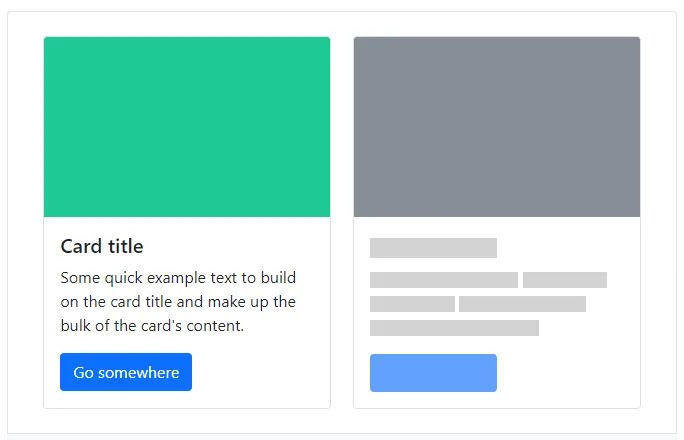 Card title
Some quick example text to build
on the card title and make up the
bulk of the card's content.
Go somewhere